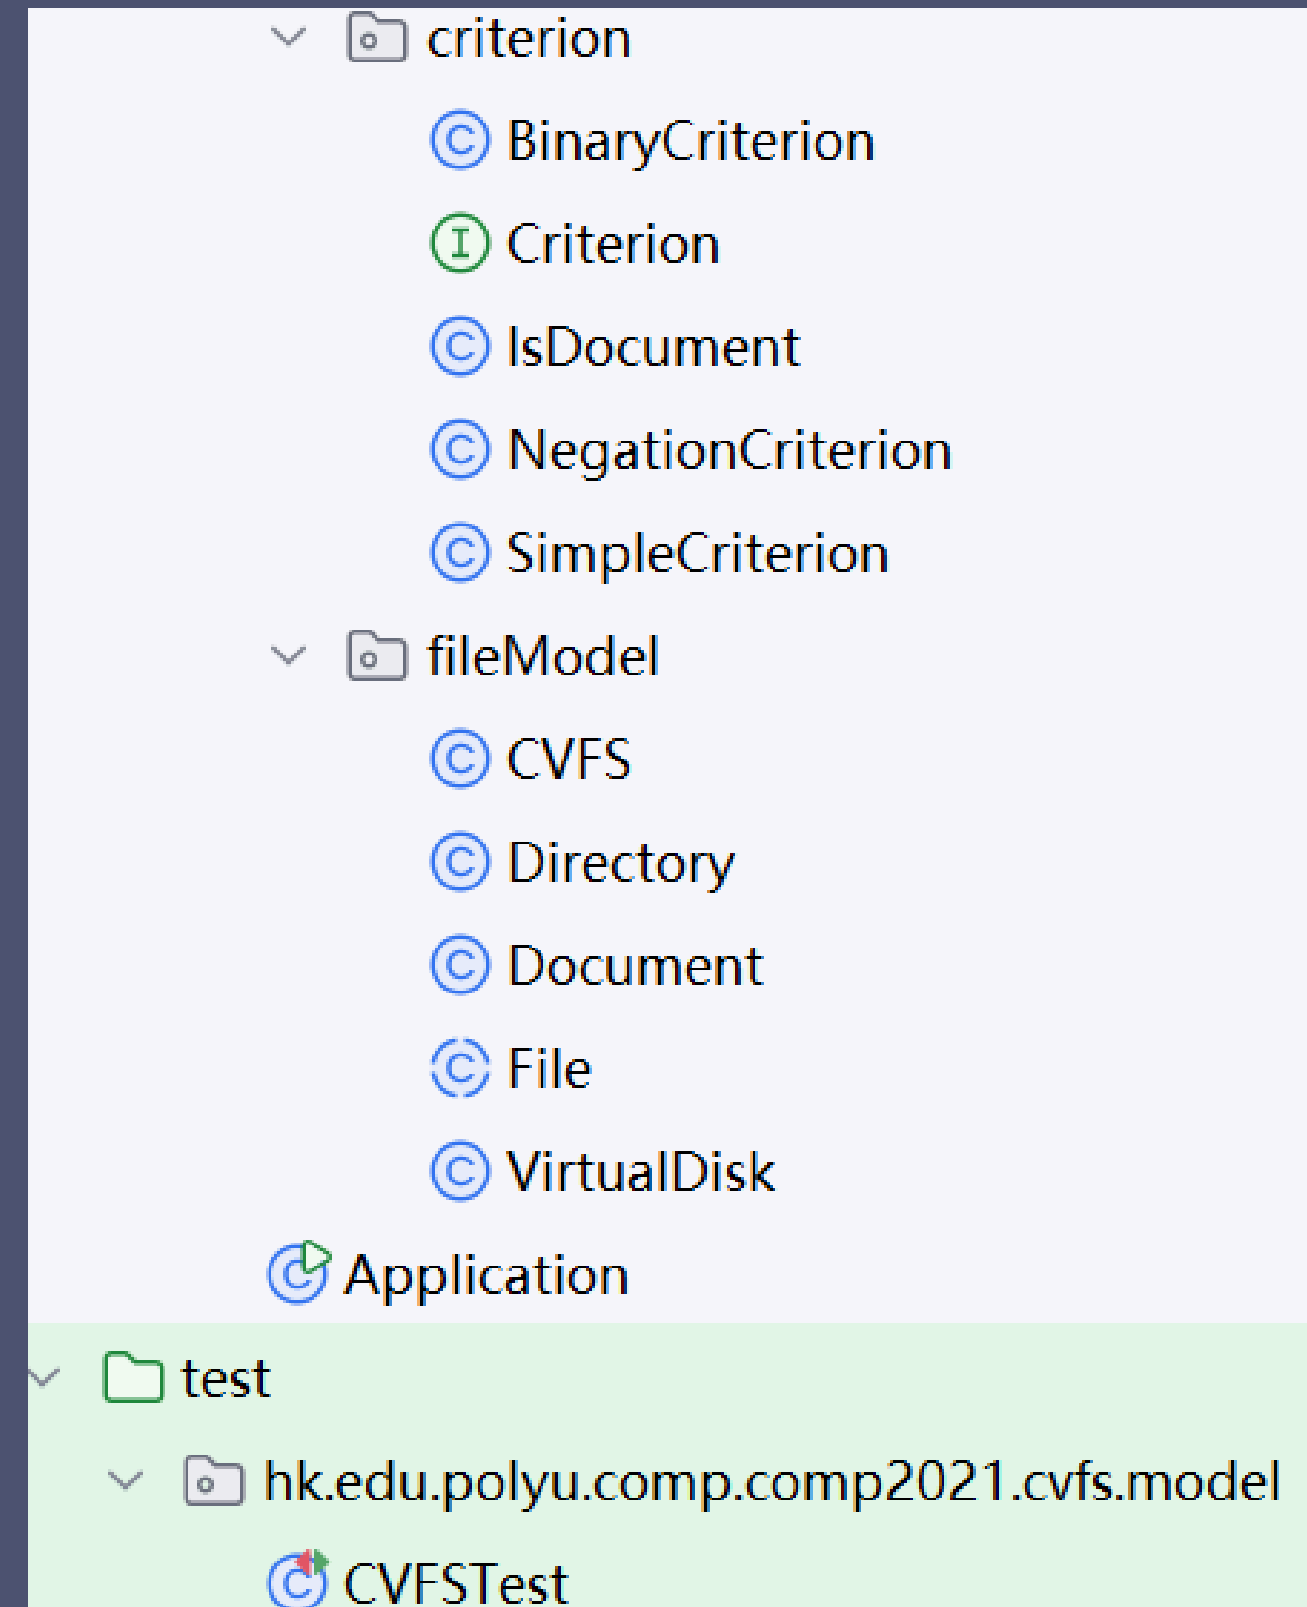 criterion
BinaryCriterion
Criterion
IsDocument
NegationCriterion
SimpleCriterion
fileModel
CVFS
Directory
Document
File
VirtualDisk
Application
test
hk.edu.polyu.comp.comp2021.cvfs.model
CVFSTest